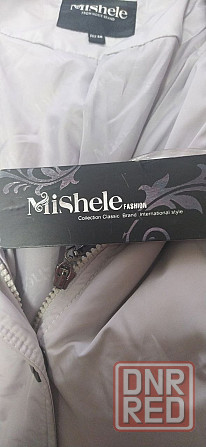 MiShele
MiShele FASHION
Collection Classic Brand International style
DNR
RED